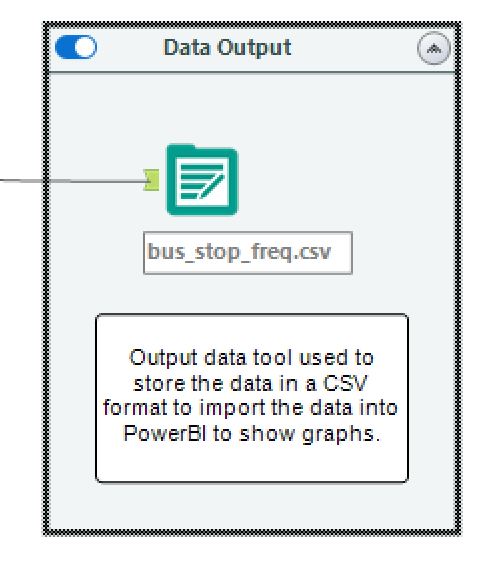 Data Output
bus_stop_freq.csv
Output data tool used to
store the data in a CSV
format to import the data into
PowerBI to show graphs.